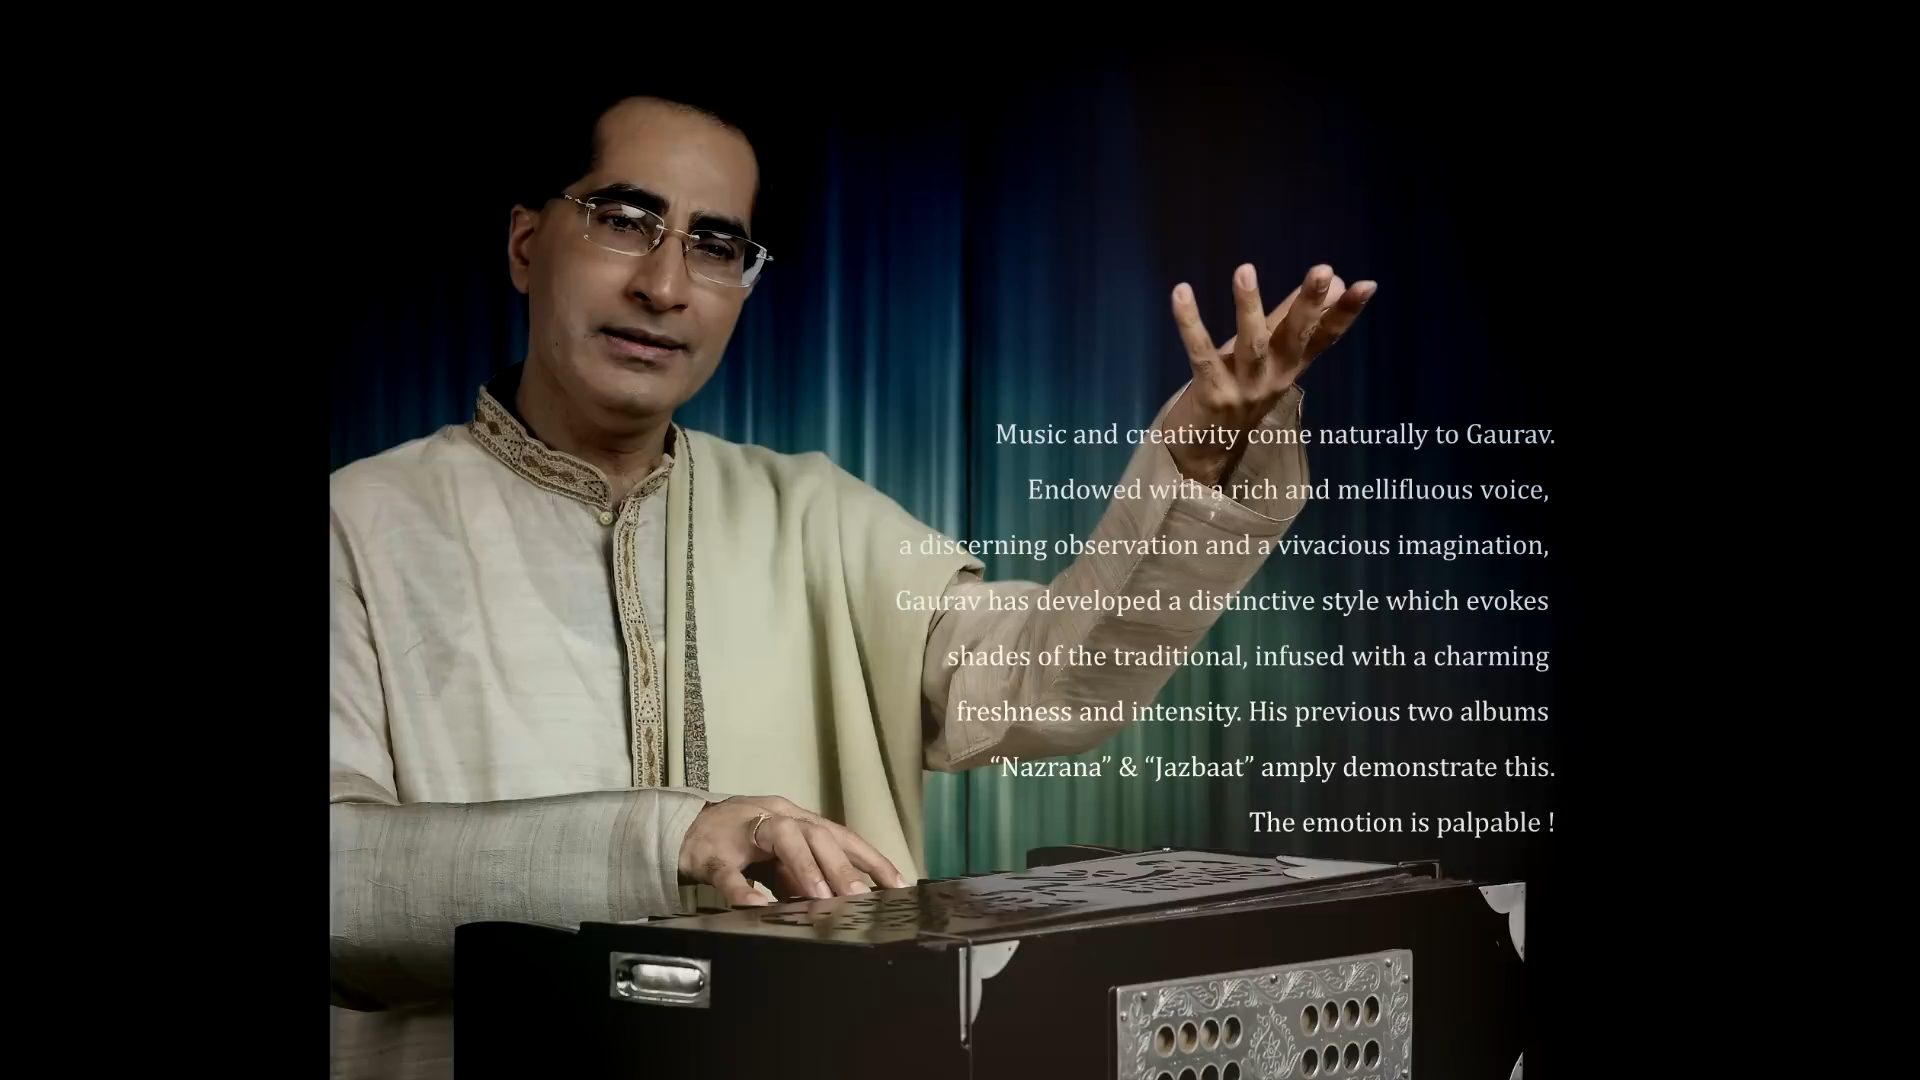 Music and creativity come naturally to Gaurav.
Endowed with a rich and mellifluous voice,
a discerning observation and a vivacious imagination,
Gaurav has developed a distinctive style which evokes
shades of the traditional, infused with a charming
freshness and intensity. His previous two albums
“Nazrana” & “Jazbaat” amply demonstrate this.
The emotion is palpable !